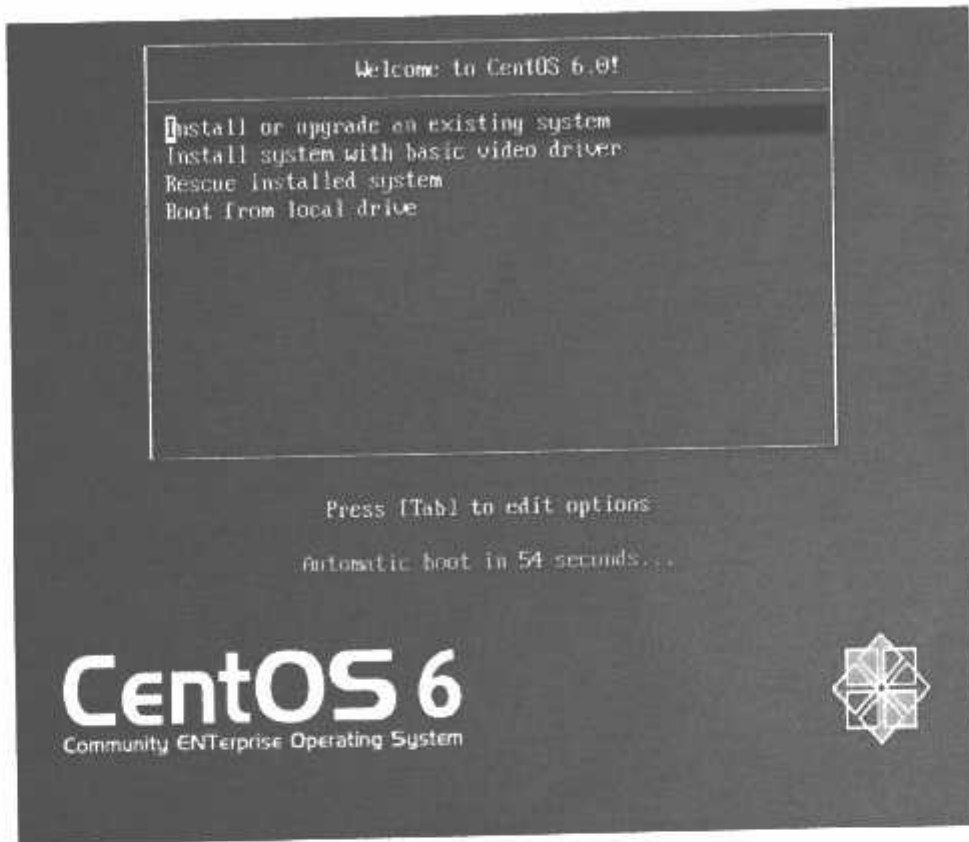 Welcome to CentOS 6.0!
Install or upgrade an existing system
Install system with basic video driver
Rescue installed system
Boot from local drive
Press [Tab] to edit options
Automatic boot in 54 seconds...
CentOS 6
Community ENTerprise Operating System